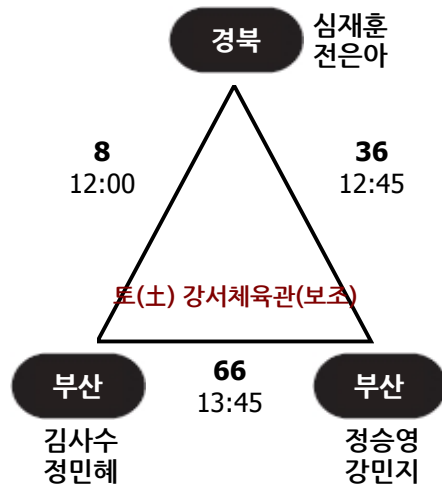 경북
심재훈
전은아
8
12:00
36
12:45
토(土) 강서체육관(보조)
부산
66
13:45
부산
김사수
정민혜
정승영
강민지